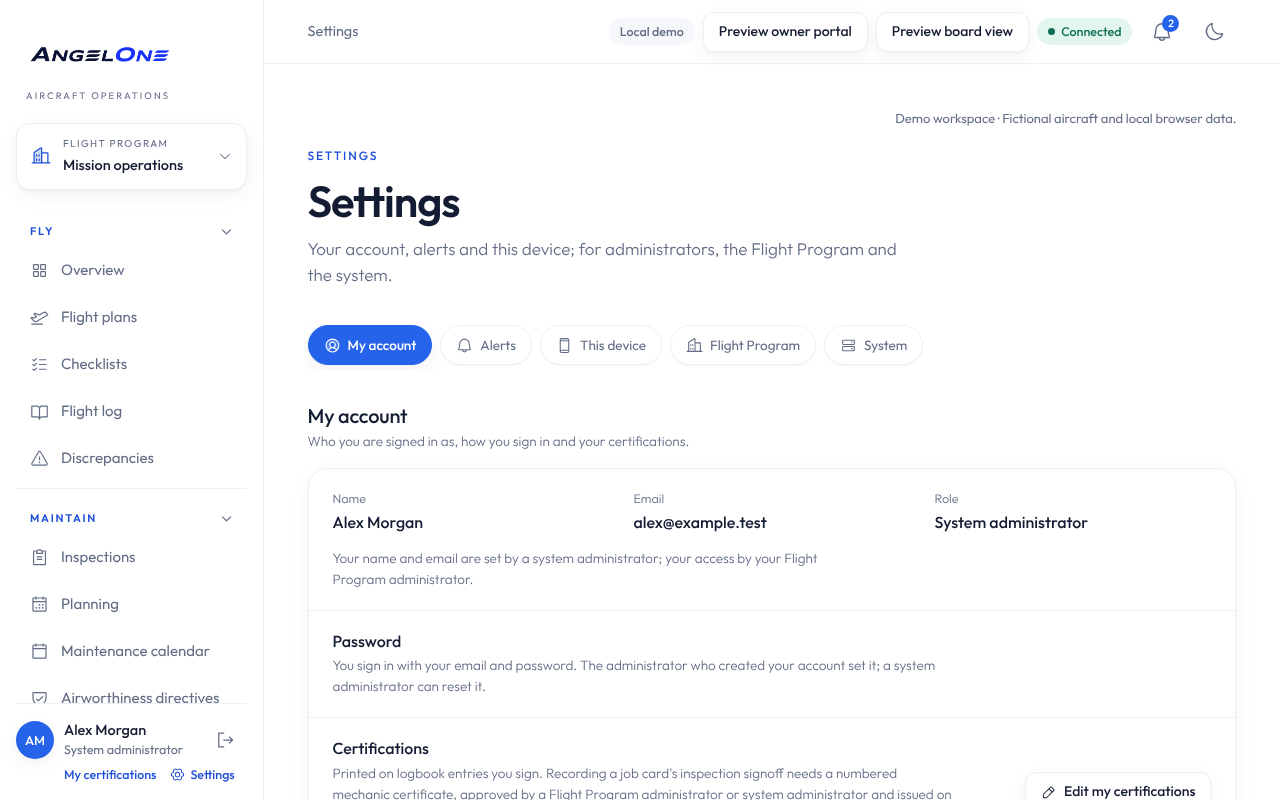 ANGELONE
AIRCRAFT OPERATIONS
FLIGHT PROGRAM
Mission operations
FLY
Overview
Flight plans
Checklists
Flight log
Discrepancies
MAINTAIN
Inspections
Planning
Maintenance calendar
Airworthiness directives
AM
Alex Morgan
System administrator
My certifications
Settings
Settings
Local demo
Preview owner portal
Preview board view
Connected
2
Demo workspace · Fictional aircraft and local browser data.
SETTINGS
Settings
Your account, alerts and this device; for administrators, the Flight Program and
the system.
My account
Alerts
This device
Flight Program
System
My account
Who you are signed in as, how you sign in and your certifications.
Name
Email
Role
Alex Morgan
alex@example.test
System administrator
Your name and email are set by a system administrator; your access by your Flight
Program administrator.
Password
You sign in with your email and password. The administrator who created your account set it; a system
administrator can reset it.
Certifications
Printed on logbook entries you sign. Recording a job card's inspection signoff needs a numbered
mechanic certificate, approved by a Flight Program administrator or system administrator and issued on
Edit my certifications